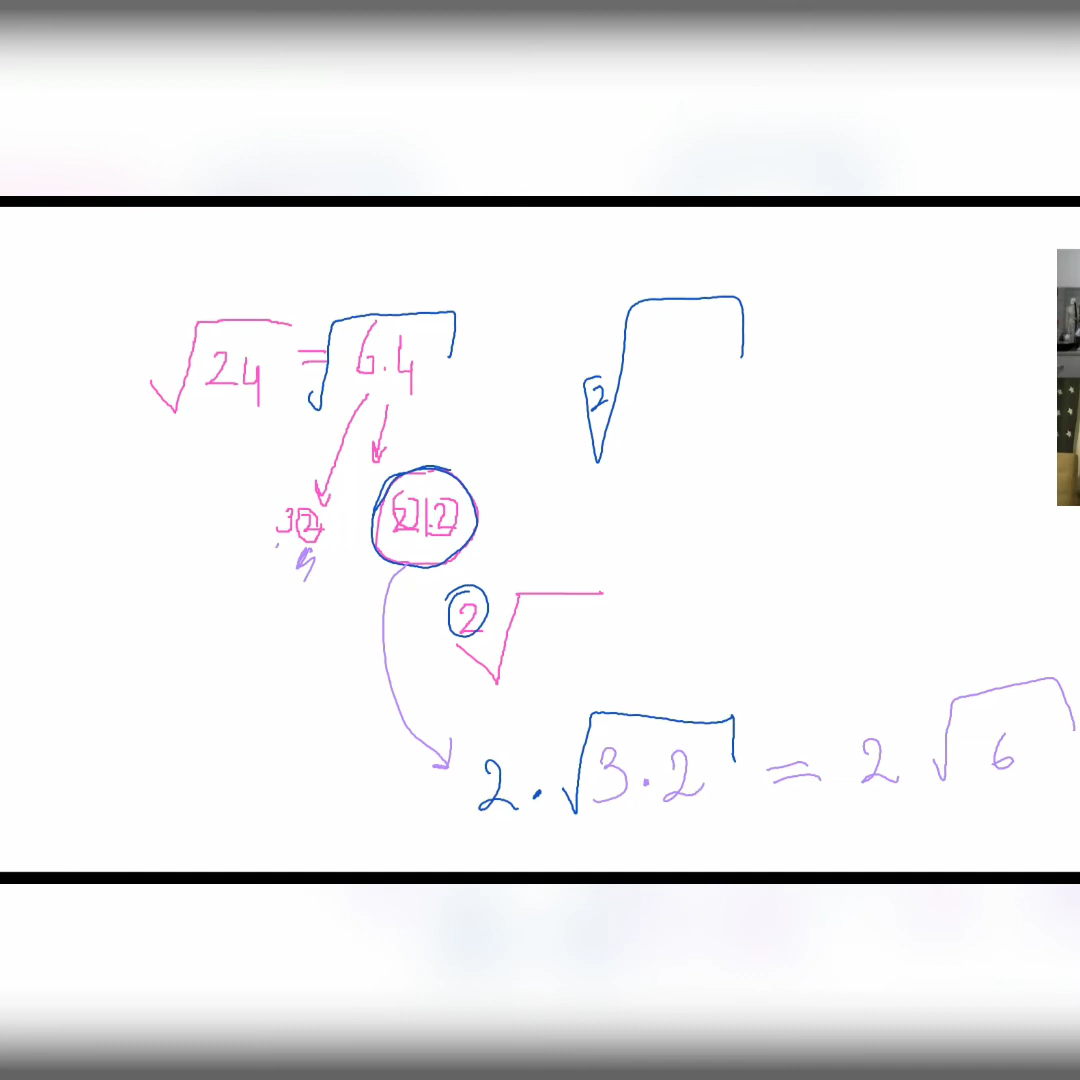 √24 = √6.4
2√
3 2 2 . 2
2√
2 . √3 . 2 = 2 √6